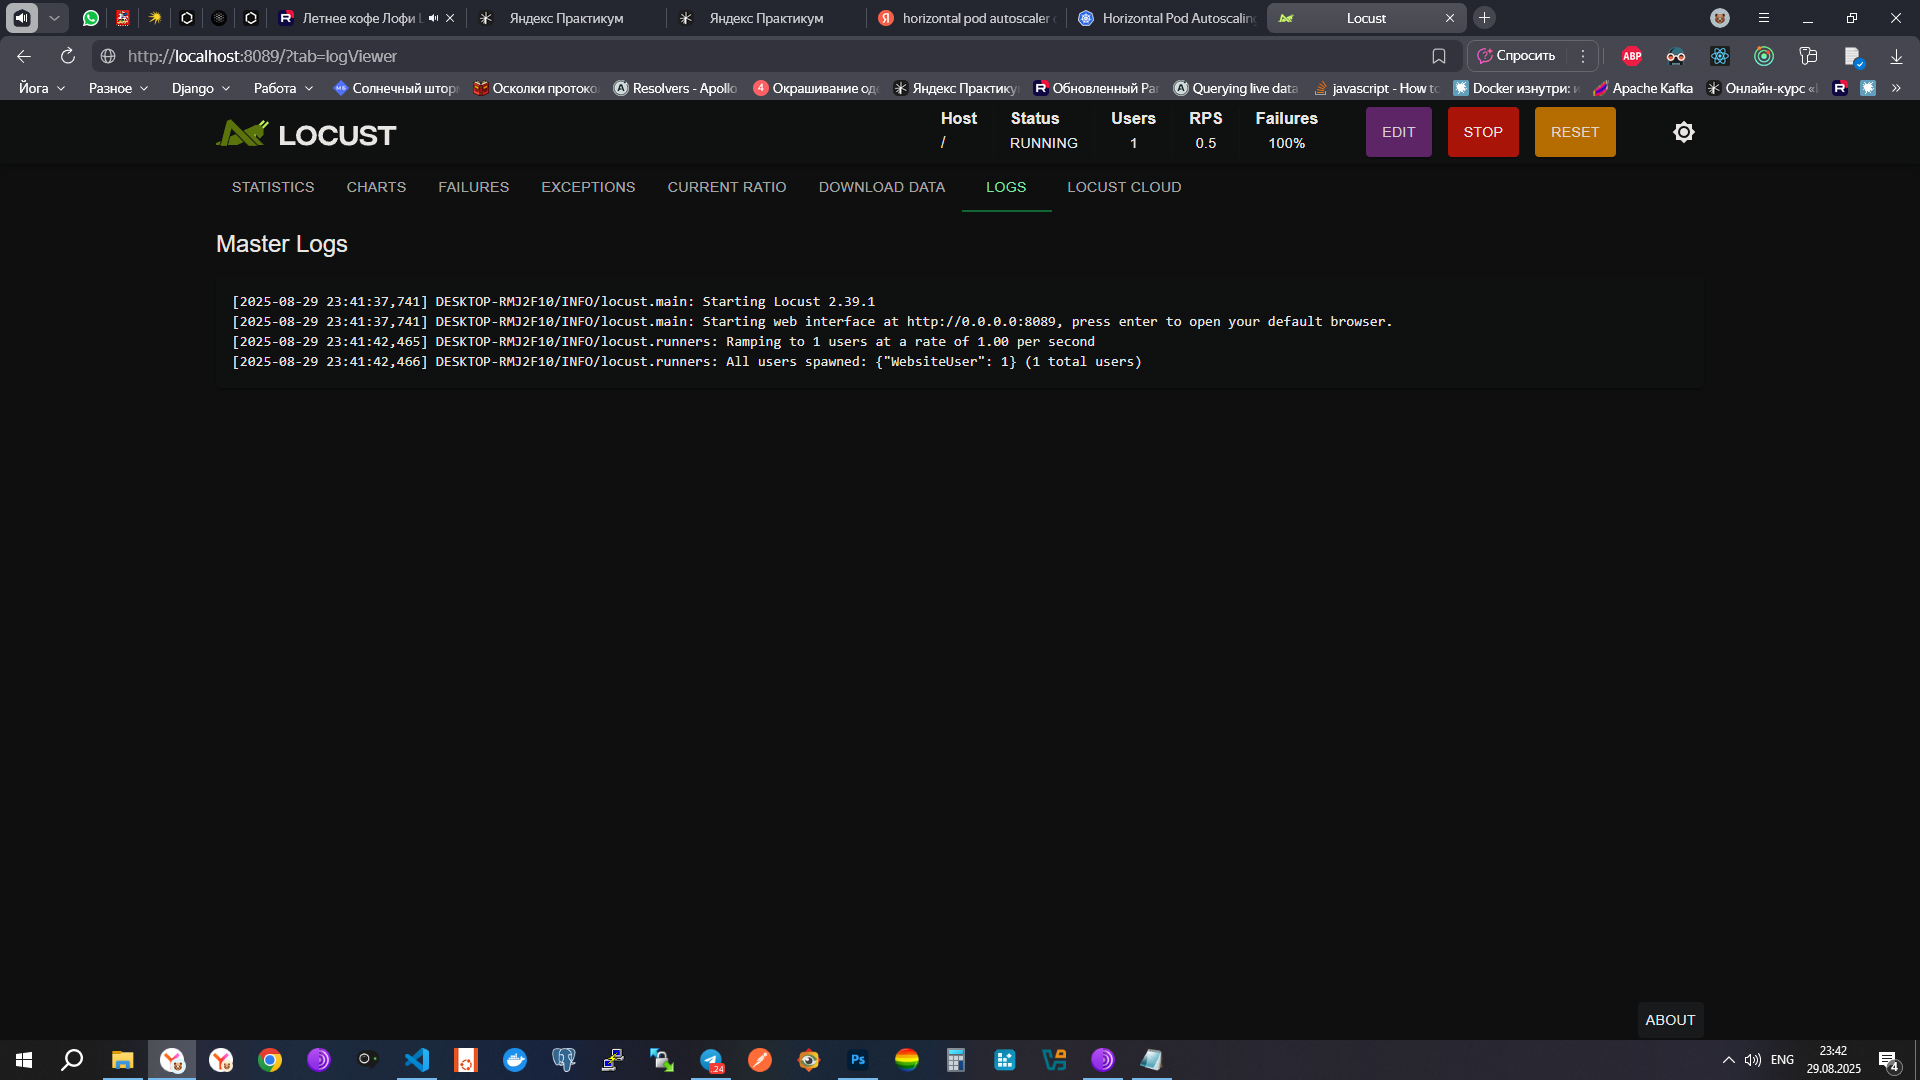 Летнее кофе Лофи
Яндекс Практикум
Яндекс Практикум
horizontal pod autoscaler
Horizontal Pod Autoscaling
Locust
http://localhost:8089/?tab=logViewer
Спросить
ABP
Йога
Разное
Django
Работа
Солнечный шторм
Осколки протоко
Resolvers - Apollo
4
Окрашивание од
Яндекс Практику
Обновленный Ра
Querying live data
javascript - How to
Docker изнутри:
Apache Kafka
Онлайн-курс «
LOCUST
Host
/
Status
RUNNING
Users
1
RPS
0.5
Failures
100%
EDIT
STOP
RESET
STATISTICS
CHARTS
FAILURES
EXCEPTIONS
CURRENT RATIO
DOWNLOAD DATA
LOGS
LOCUST CLOUD
Master Logs
[2025-08-29 23:41:37,741] DESKTOP-RMJ2F10/INFO/locust.main: Starting Locust 2.39.1
[2025-08-29 23:41:37,741] DESKTOP-RMJ2F10/INFO/locust.main: Starting web interface at http://0.0.0.0:8089, press enter to open your default browser.
[2025-08-29 23:41:42,465] DESKTOP-RMJ2F10/INFO/locust.runners: Ramping to 1 users at a rate of 1.00 per second
[2025-08-29 23:41:42,466] DESKTOP-RMJ2F10/INFO/locust.runners: All users spawned: {"WebsiteUser": 1} (1 total users)
ABOUT
24
Ps
ENG
23:42
29.08.2025
4